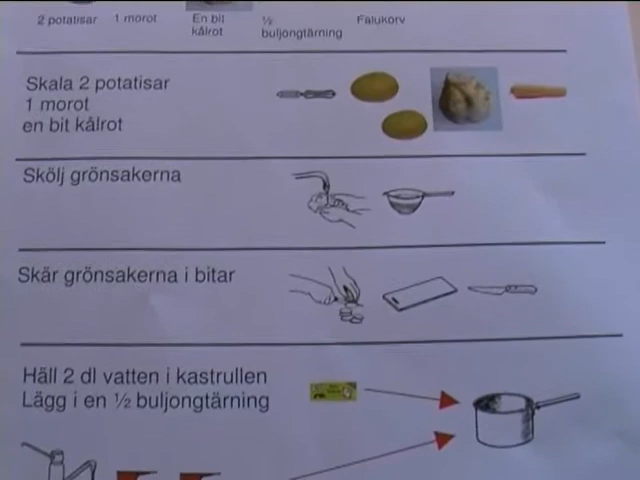 2 potatisar 1 morot En bit kålrot ½ buljongtärning Falukorv
Skala 2 potatisar
1 morot
en bit kålrot
Skölj grönsakerna
Skär grönsakerna i bitar
Häll 2 dl vatten i kastrullen
Lägg i en ½ buljongtärning